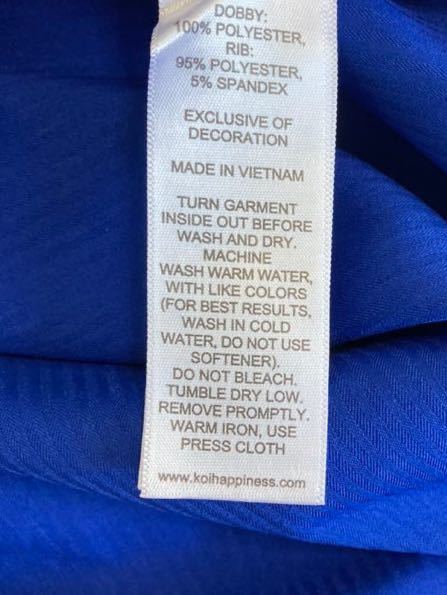 DOBBY:
100% POLYESTER,
RIB:
95% POLYESTER,
5% SPANDEX
EXCLUSIVE OF
DECORATION
MADE IN VIETNAM
TURN GARMENT
INSIDE OUT BEFORE
WASH AND DRY.
MACHINE
WASH WARM WATER,
WITH LIKE COLORS
(FOR BEST RESULTS,
WASH IN COLD
WATER, DO NOT USE
SOFTENER).
DO NOT BLEACH.
TUMBLE DRY LOW.
REMOVE PROMPTLY.
WARM IRON, USE
PRESS CLOTH
www.koihappiness.com